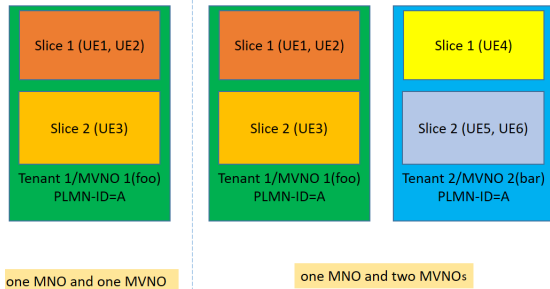 Slice 1 (UE1, UE2)
Slice 2 (UE3)
Tenant 1/MVNO 1(foo)
PLMN-ID=A
one MNO and one MVNO
Slice 1 (UE1, UE2)
Slice 2 (UE3)
Tenant 1/MVNO 1(foo)
PLMN-ID=A
Slice 1 (UE4)
Slice 2 (UE5, UE6)
Tenant 2/MVNO 2(bar)
PLMN-ID=A
one MNO and two MVNOs